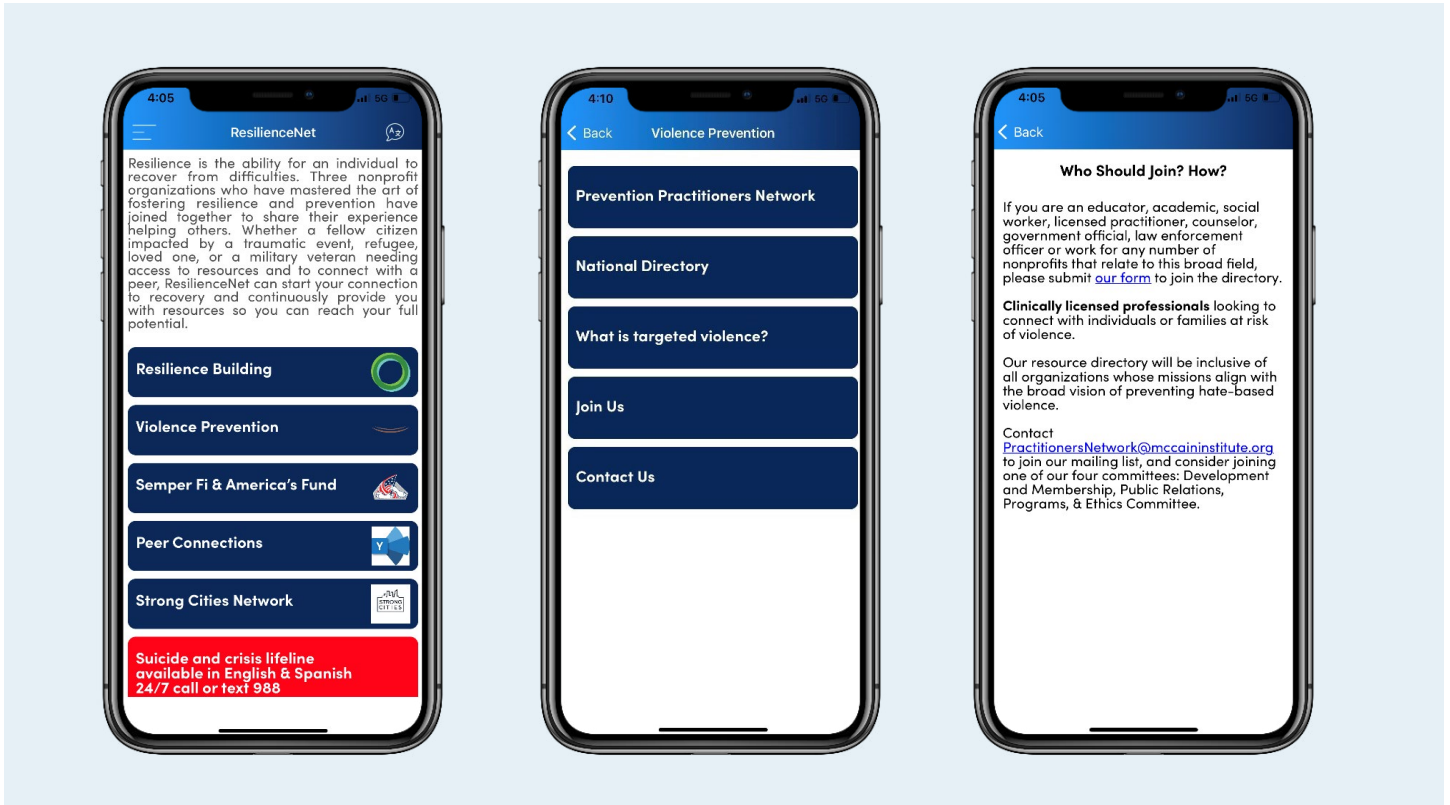 4:05
5G
ResilienceNet
Resilience is the ability for an individual to
recover from difficulties. Three nonprofit
organizations who have mastered the art of
fostering resilience and prevention have
joined together to share their experience
helping others. Whether a fellow citizen
impacted by a traumatic event, refugee,
loved one, or a military veteran needing
access to resources and to connect with a
peer, ResilienceNet can start your connection
to recovery and continuously provide you
with resources so you can reach your full
potential.
Resilience Building
Violence Prevention
Semper Fi & America's Fund
Peer Connections
Y
Strong Cities Network
STRONG
CITIES
Suicide and crisis lifeline
available in English & Spanish
24/7 call or text 988
4:10
5G
Back
Violence Prevention
Prevention Practitioners Network
National Directory
What is targeted violence?
Join Us
Contact Us
4:05
5G
Back
Who Should Join? How?
If you are an educator, academic, social
worker, licensed practitioner, counselor,
government official, law enforcement
officer or work for any number of
nonprofits that relate to this broad field,
please submit our form to join the directory.
Clinically licensed professionals looking to
connect with individuals or families at risk
of violence.
Our resource directory will be inclusive of
all organizations whose missions align with
the broad vision of preventing hate-based
violence.
Contact
PractitionersNetwork@mccaininstitute.org
to join our mailing list, and consider joining
one of our four committees: Development
and Membership, Public Relations,
Programs, & Ethics Committee.